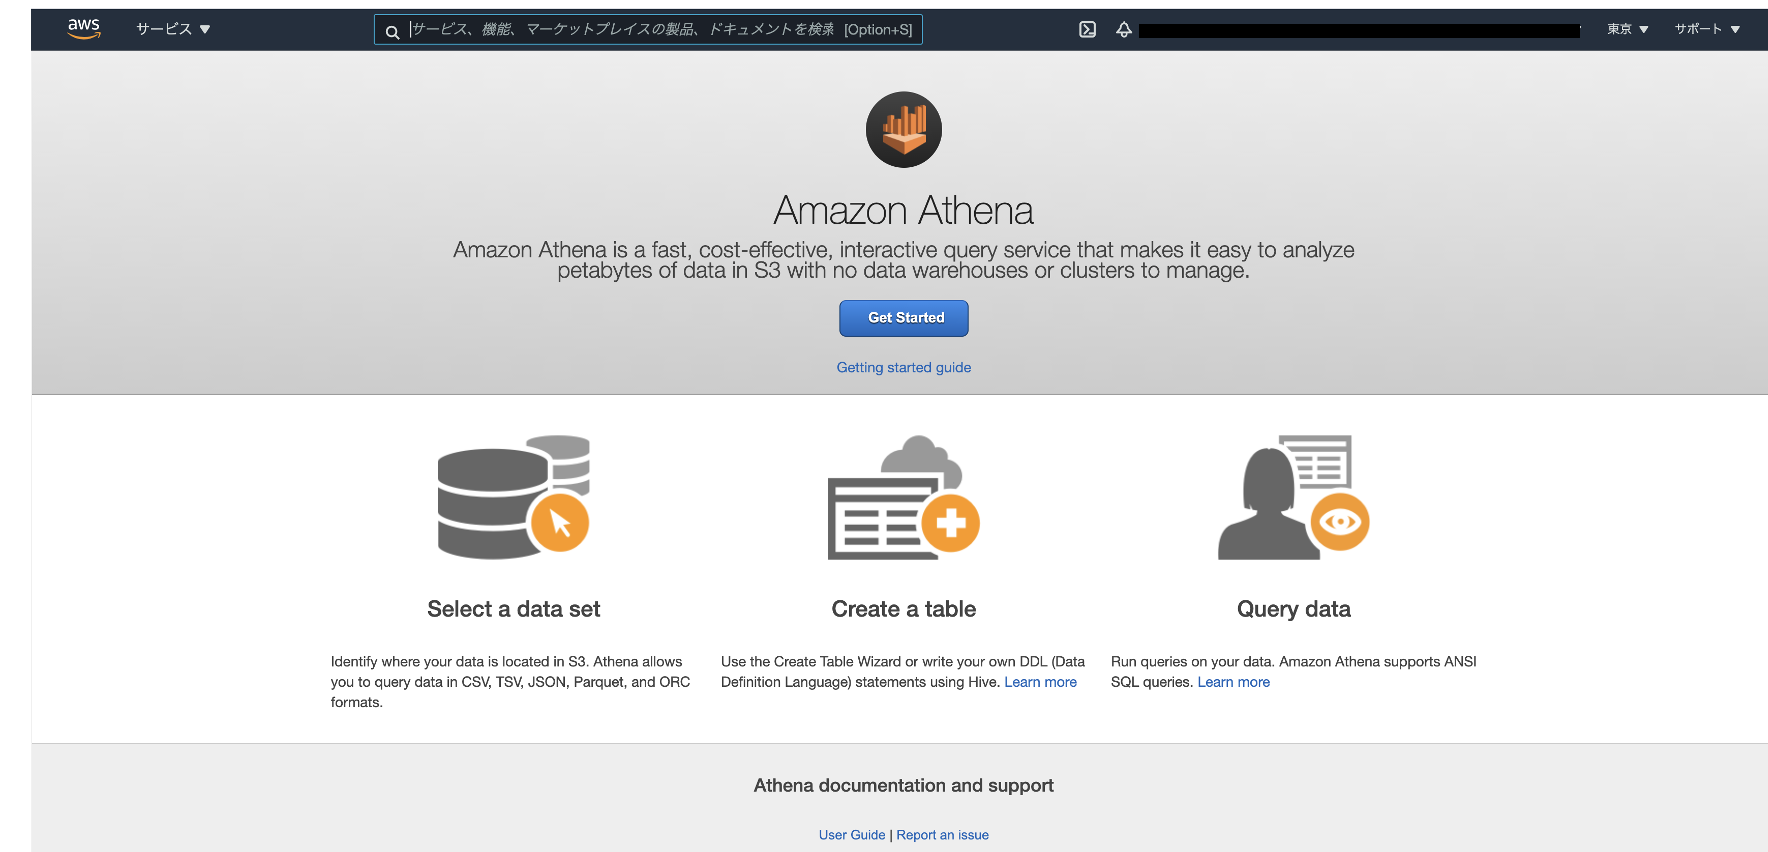 aws サービス ▼ サービス、機能、マーケットプレイスの製品、ドキュメントを検索 [Option+S] 東京 ▼ サポート ▼
Amazon Athena
Amazon Athena is a fast, cost-effective, interactive query service that makes it easy to analyze
petabytes of data in S3 with no data warehouses or clusters to manage.
Get Started
Getting started guide
Select a data set
Identify where your data is located in S3. Athena allows
you to query data in CSV, TSV, JSON, Parquet, and ORC
formats.
Create a table
Use the Create Table Wizard or write your own DDL (Data
Definition Language) statements using Hive. Learn more
Query data
Run queries on your data. Amazon Athena supports ANSI
SQL queries. Learn more
Athena documentation and support
User Guide | Report an issue